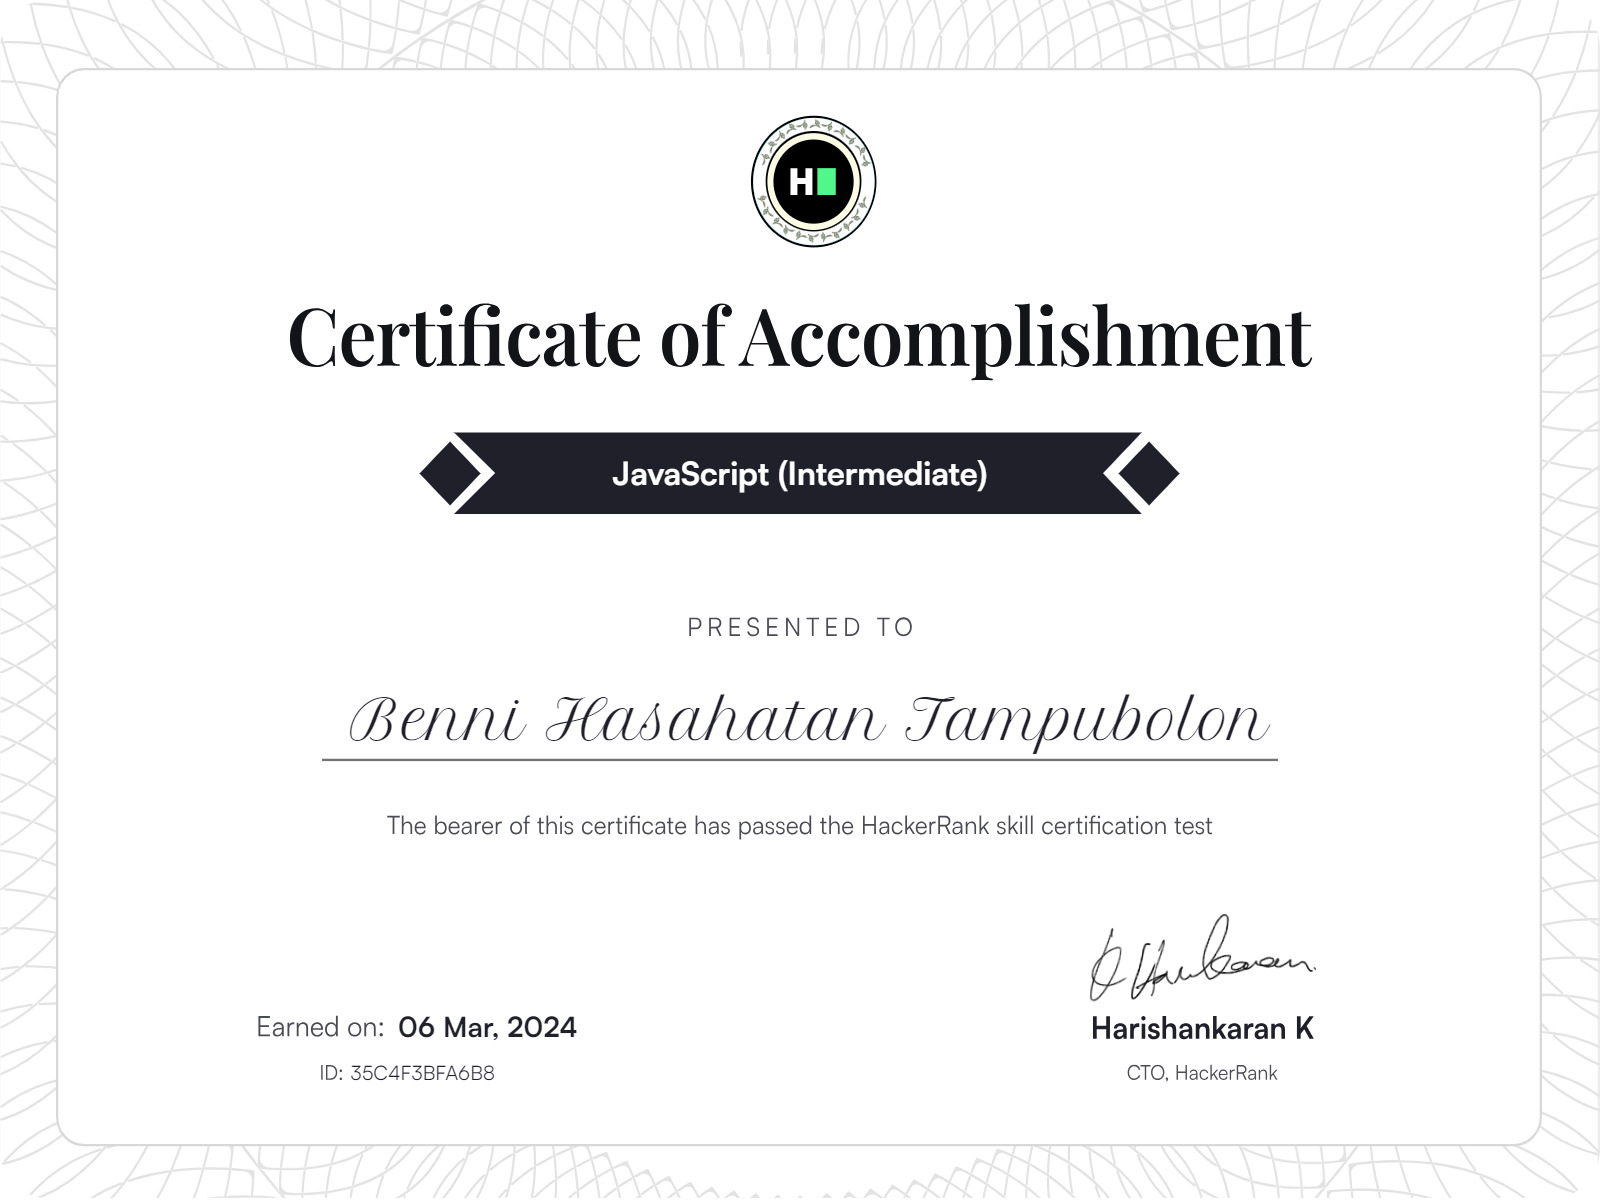 H
Certificate of Accomplishment
JavaScript (Intermediate)
PRESENTED TO
Benni Hasahatan Tampubolon
The bearer of this certificate has passed the HackerRank skill certification test
Earned on: 06 Mar, 2024
ID: 35C4F3BFA6B8
Harishankaran K
CTO, HackerRank